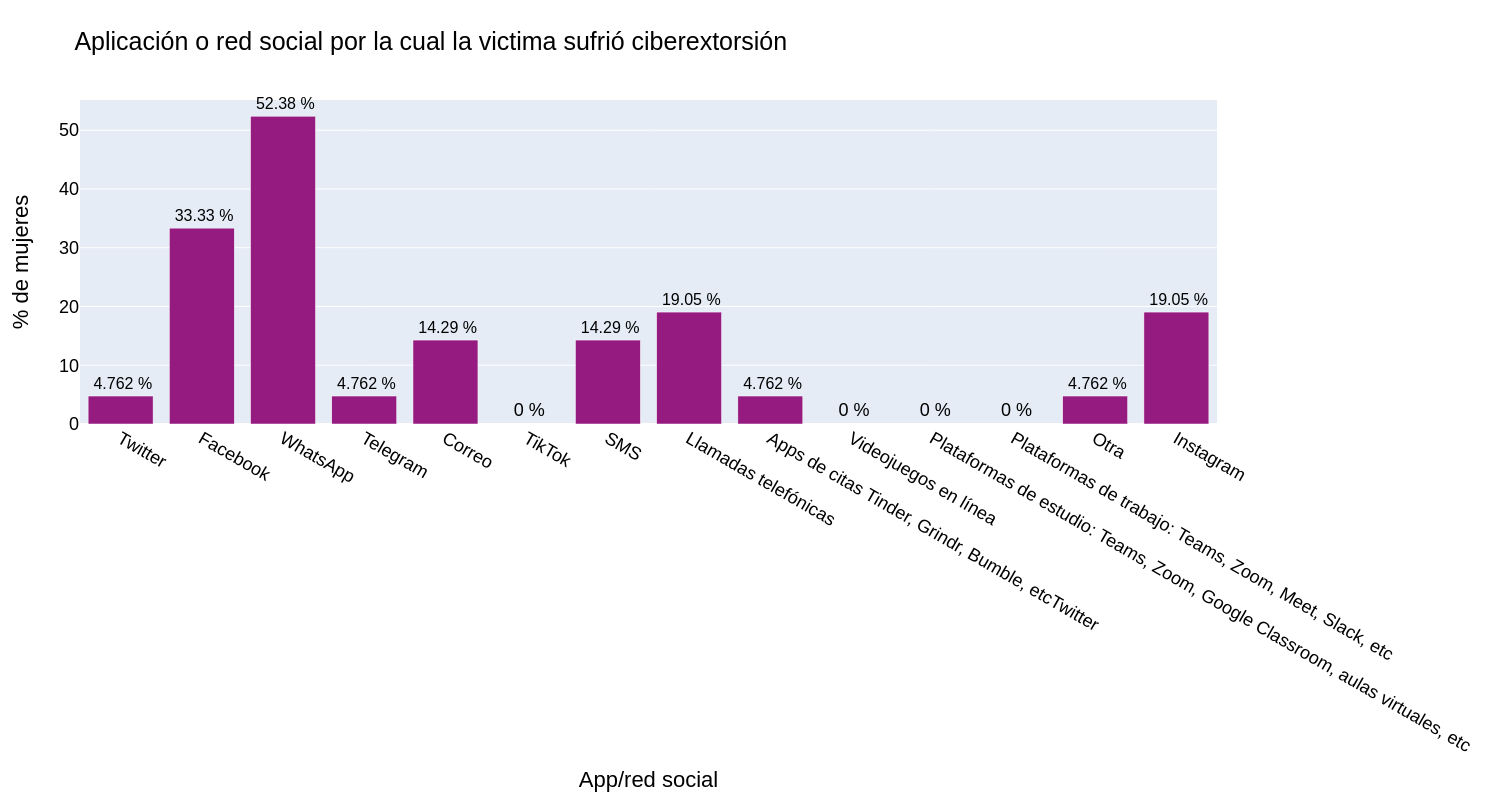 Aplicación o red social por la cual la victima sufrió ciberextorsión
% de mujeres
50
40
30
20
10
0
4.762 %
33.33 %
52.38 %
4.762 %
14.29 %
0 %
14.29 %
19.05 %
4.762 %
0 %
0 %
0 %
4.762 %
19.05 %
Twitter
Facebook
WhatsApp
Telegram
Correo
TikTok
SMS
Llamadas telefónicas
Apps de citas Tinder, Grindr, Bumble, etcTwitter
Videojuegos en línea
Plataformas de estudio: Teams, Zoom, Google Classroom, aulas virtuales, etc
Plataformas de trabajo: Teams, Zoom, Meet, Slack, etc
Otra
Instagram
App/red social